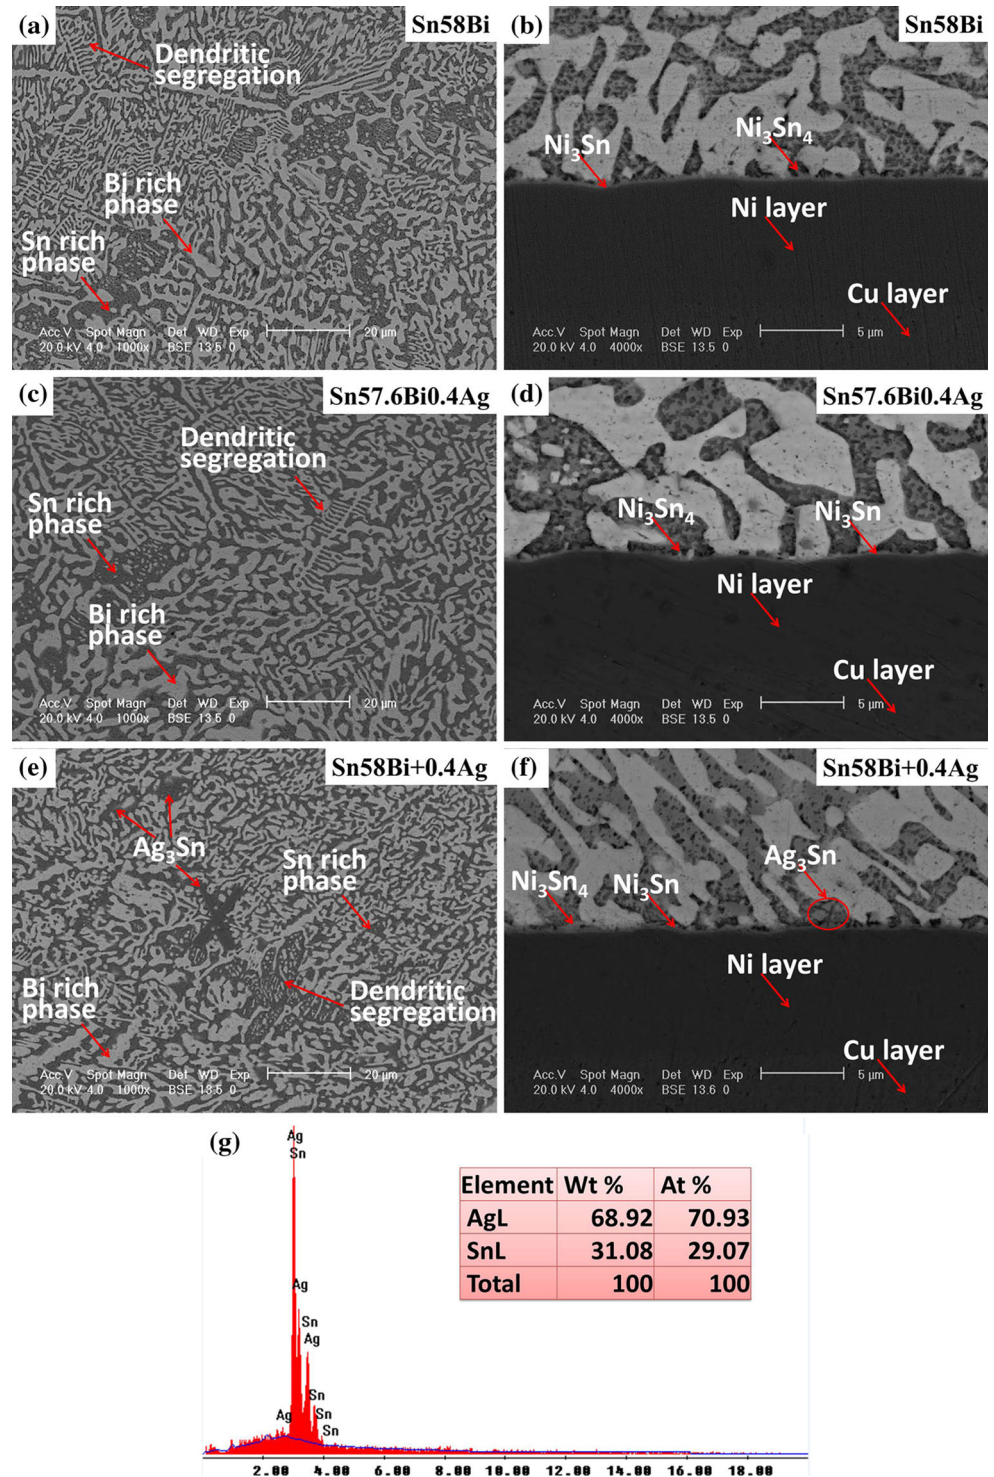 (a)
Sn58Bi
Dendritic
segregation
Bi rich
phase
Sn rich
phase
Acc.V Spot Magn Det WD Exp
20.0 kV 4.0 1000x BSE 13.5 0
20 µm
(b)
Sn58Bi
Ni₃Sn
Ni₃Sn₄
Ni layer
Cu layer
Acc.V Spot Magn Det WD Exp
20.0 kV 4.0 4000x BSE 13.5 0
5 µm
(c)
Sn57.6Bi0.4Ag
Dendritic
segregation
Sn rich
phase
Bi rich
phase
Acc.V Spot Magn Det WD Exp
20.0 kV 4.0 1000x BSE 13.5 0
20 µm
(d)
Sn57.6Bi0.4Ag
Ni₃Sn₄
Ni₃Sn
Ni layer
Cu layer
Acc.V Spot Magn Det WD Exp
20.0 kV 4.0 4000x BSE 13.5 0
5 µm
(e)
Sn58Bi+0.4Ag
Ag₃Sn
Sn rich
phase
Bi rich
phase
Dendritic
segregation
Acc.V Spot Magn Det WD Exp
20.0 kV 4.0 1000x BSE 13.5 0
20 µm
(f)
Sn58Bi+0.4Ag
Ag₃Sn
Ni₃Sn₄
Ni₃Sn
Ni layer
Cu layer
Acc.V Spot Magn Det WD Exp
20.0 kV 4.0 4000x BSE 13.6 0
5 µm
(g)
Ag
Sn
Ag
Sn
Ag
Sn
Ag
Sn
Sn
Element Wt % At %
AgL 68.92 70.93
SnL 31.08 29.07
Total 100 100
2.00 4.00 6.00 8.00 10.00 12.00 14.00 16.00 18.00